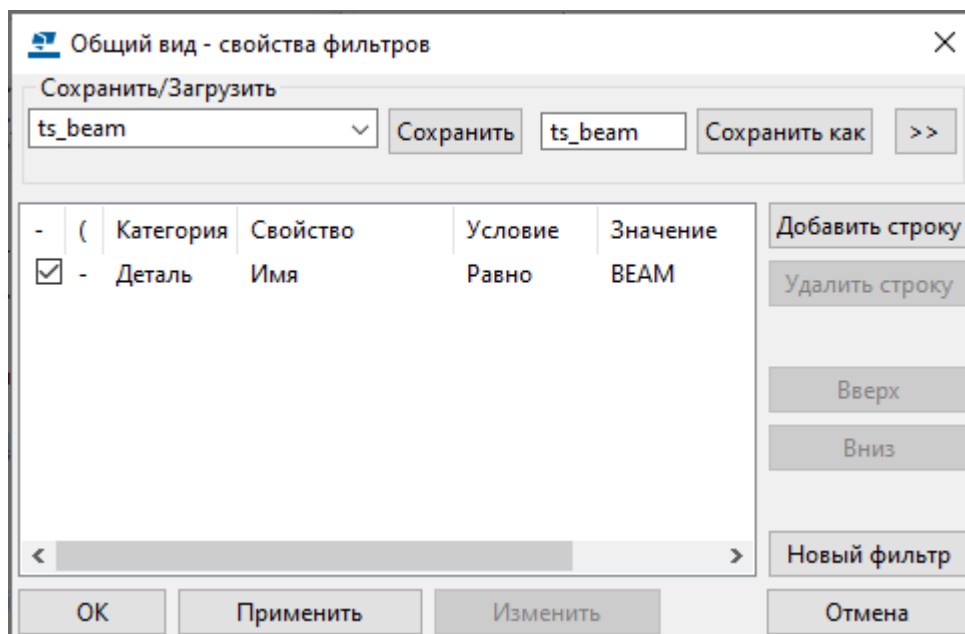 Общий вид - свойства фильтров
Сохранить/Загрузить
ts_beam Сохранить ts_beam Сохранить как >>
- ( Категория Свойство Условие Значение Добавить строку
- Деталь Имя Равно BEAM Удалить строку
Вверх
Вниз
< > Новый фильтр
ОК Применить Изменить Отмена